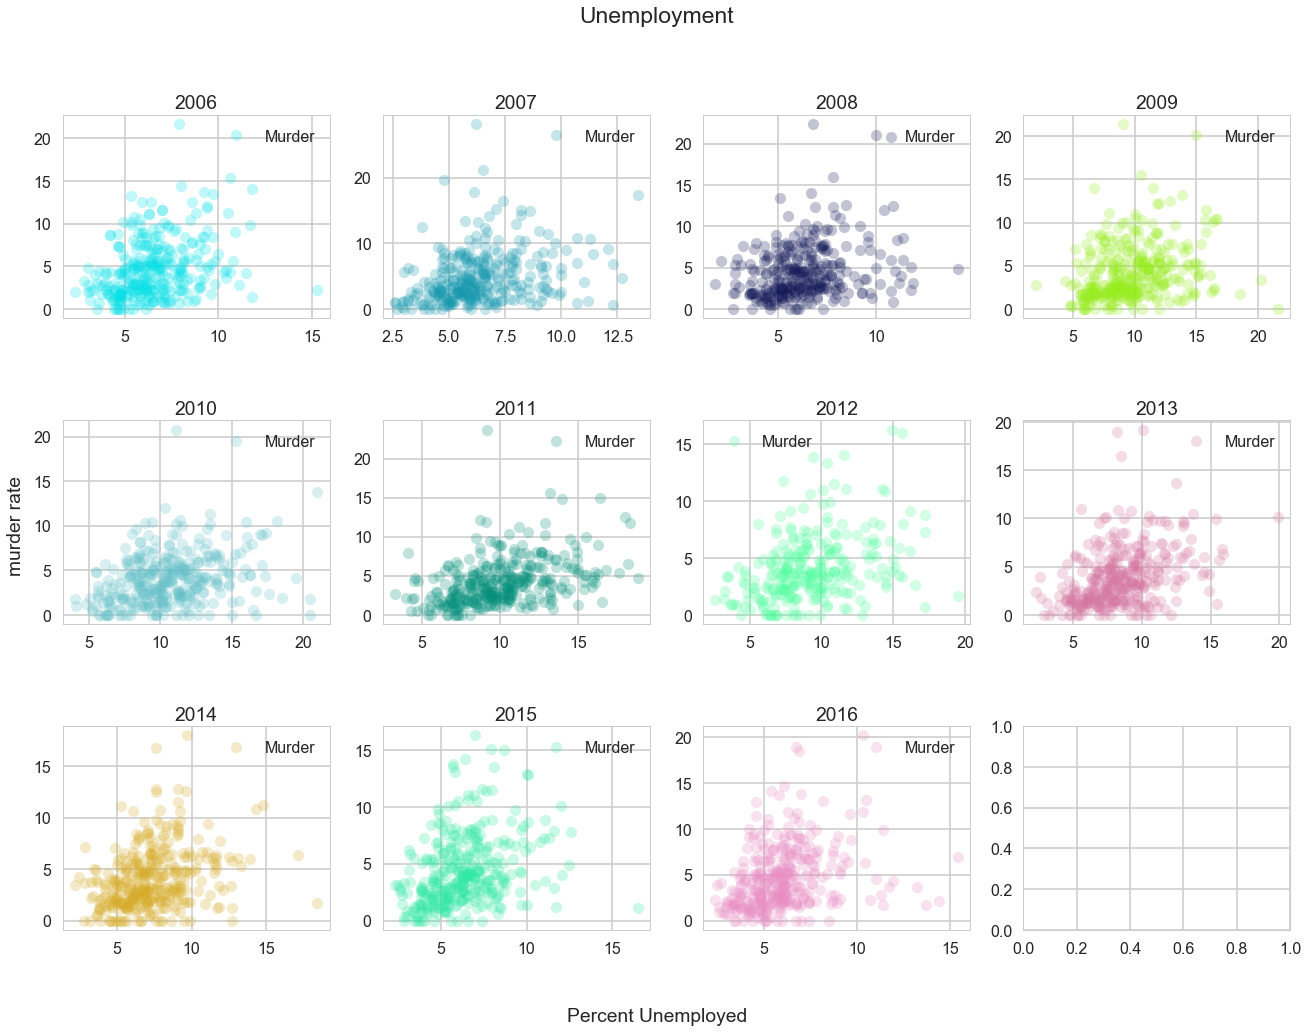 Unemployment
2006 2007 2008 2009
Murder Murder Murder Murder
20 15 10 5 0
5 10 15
20 10 0
2.5 5.0 7.5 10.0 12.5
20 15 10 5 0
5 10
20 15 10 5 0
5 10 15 20
murder rate
2010 2011 2012 2013
Murder Murder Murder Murder
20 15 10 5 0
5 10 15 20
20 15 10 5 0
5 10 15
15 10 5 0
5 10 15 20
20 15 10 5 0
5 10 15 20
2014 2015 2016
Murder Murder Murder
15 10 5 0
5 10 15
15 10 5 0
5 10 15
20 15 10 5 0
5 10 15
1.0 0.8 0.6 0.4 0.2 0.0
0.0 0.2 0.4 0.6 0.8 1.0
Percent Unemployed